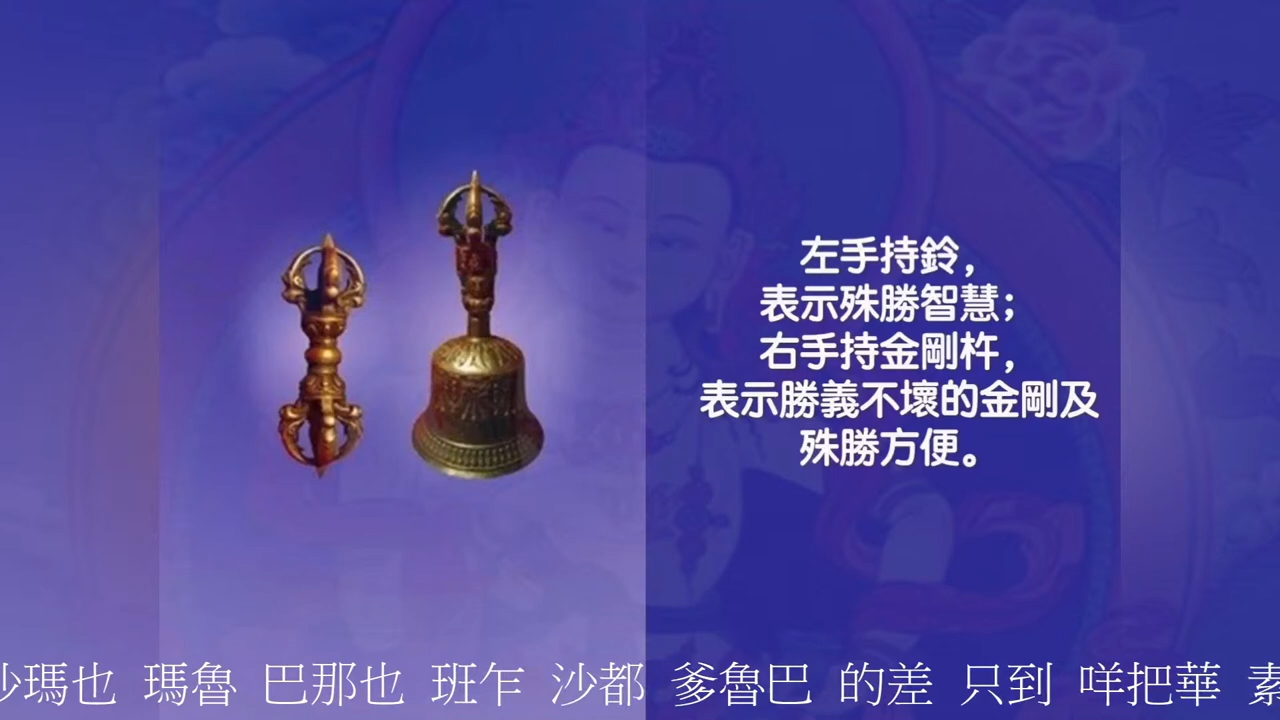 左手持鈴，
表示殊勝智慧；
右手持金剛杵，
表示勝義不壞的金剛及
殊勝方便。
沙瑪也 瑪魯 巴那也 班乍 沙都 爹魯巴 的差 只到 咩把華 素